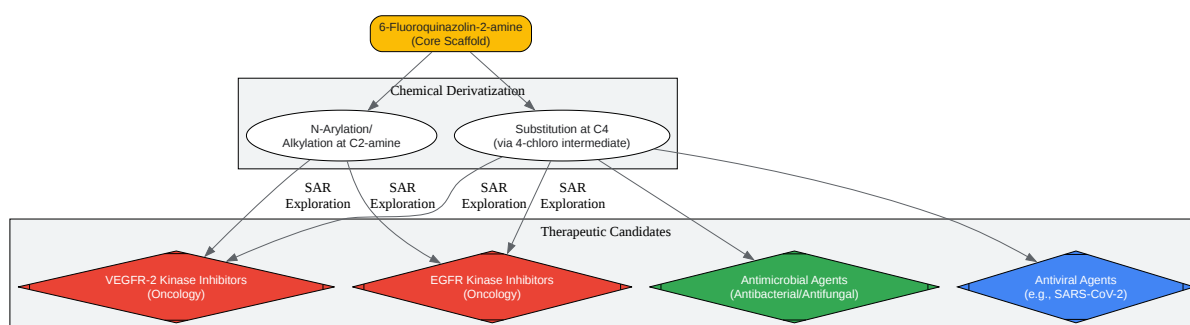 6-Fluoroquinazolin-2-amine
(Core Scaffold)
Chemical Derivatization
N-Arylation/
Alkylation at C2-amine
Substitution at C4
(via 4-chloro intermediate)
SAR
Exploration
SAR
Exploration
SAR
Exploration
SAR
Exploration
Therapeutic Candidates
VEGFR-2 Kinase Inhibitors
(Oncology)
EGFR Kinase Inhibitors
(Oncology)
Antimicrobial Agents
(Antibacterial/Antifungal)
Antiviral Agents
(e.g., SARS-CoV-2)